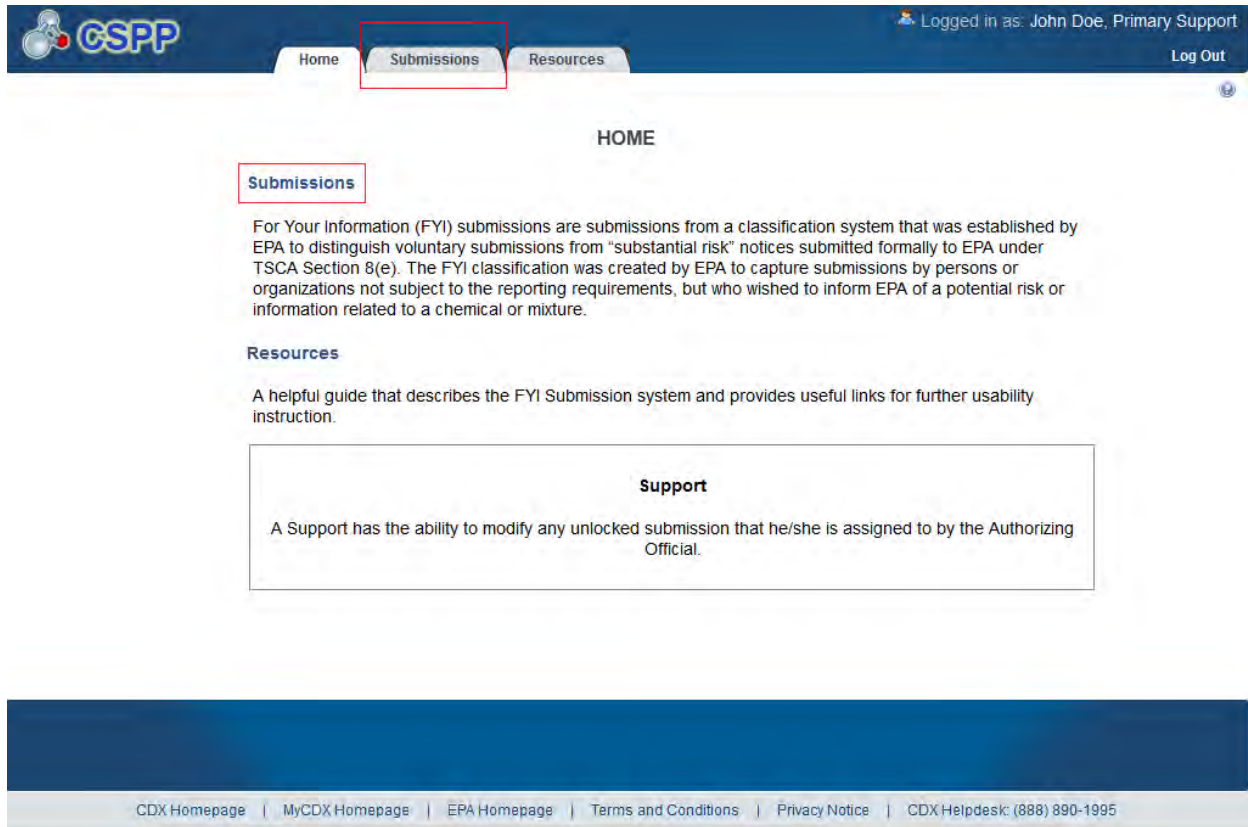 CSPP
Logged in as: John Doe, Primary Support
Home Submissions Resources
Log Out
HOME
Submissions
For Your Information (FYI) submissions are submissions from a classification system that was established by
EPA to distinguish voluntary submissions from “substantial risk” notices submitted formally to EPA under
TSCA Section 8(e). The FYI classification was created by EPA to capture submissions by persons or
organizations not subject to the reporting requirements, but who wished to inform EPA of a potential risk or
information related to a chemical or mixture.
Resources
A helpful guide that describes the FYI Submission system and provides useful links for further usability
instruction.
Support
A Support has the ability to modify any unlocked submission that he/she is assigned to by the Authorizing
Official.
CDX Homepage | MyCDX Homepage | EPA Homepage | Terms and Conditions | Privacy Notice | CDX Helpdesk: (888) 890-1995